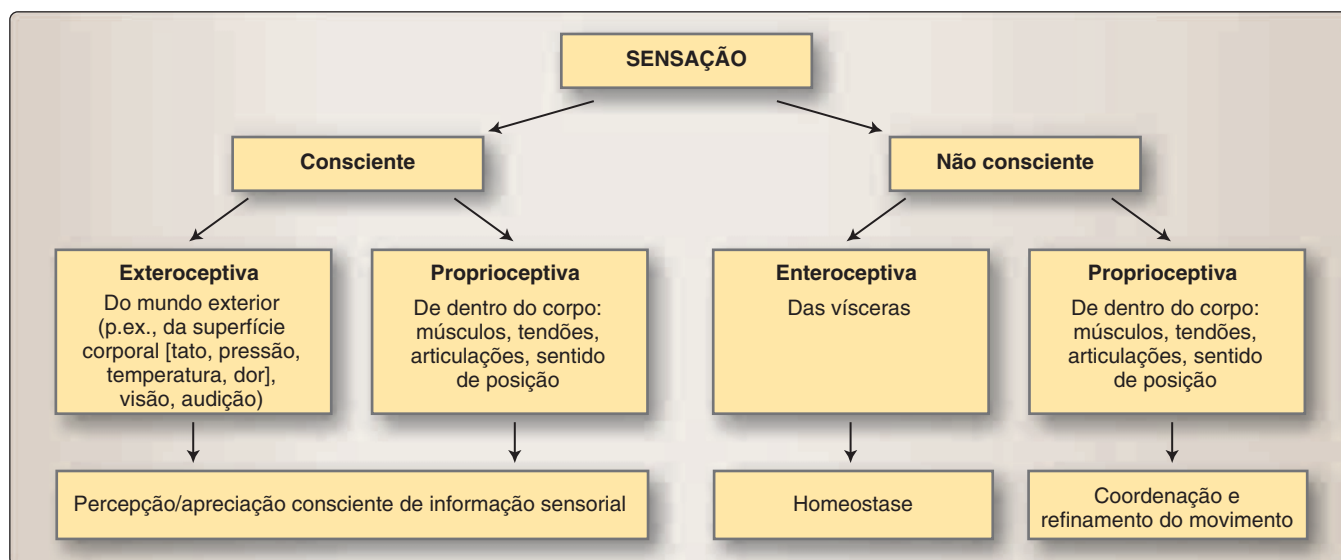 SENSAÇÃO
Consciente
Não consciente
Exteroceptiva
Do mundo exterior
(p.ex., da superfície
corporal [tato, pressão,
temperatura, dor],
visão, audição)
Proprioceptiva
De dentro do corpo:
músculos, tendões,
articulações, sentido
de posição
Enteroceptiva
Das vísceras
Proprioceptiva
De dentro do corpo:
músculos, tendões,
articulações, sentido
de posição
Percepção/apreciação consciente de informação sensorial
Homeostase
Coordenação e
refinamento do movimento